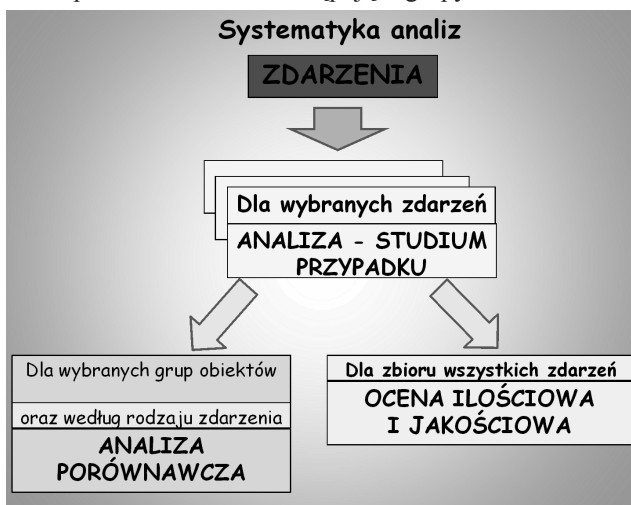 Systematyka analiz
ZDARZENIA
Dla wybranych zdarzeń
ANALIZA - STUDIUM
PRZYPADKU
Dla wybranych grup obiektów
oraz według rodzaju zdarzenia
ANALIZA
PORÓWNAWCZA
Dla zbioru wszystkich zdarzeń
OCENA ILOŚCIOWA
I JAKOŚCIOWA